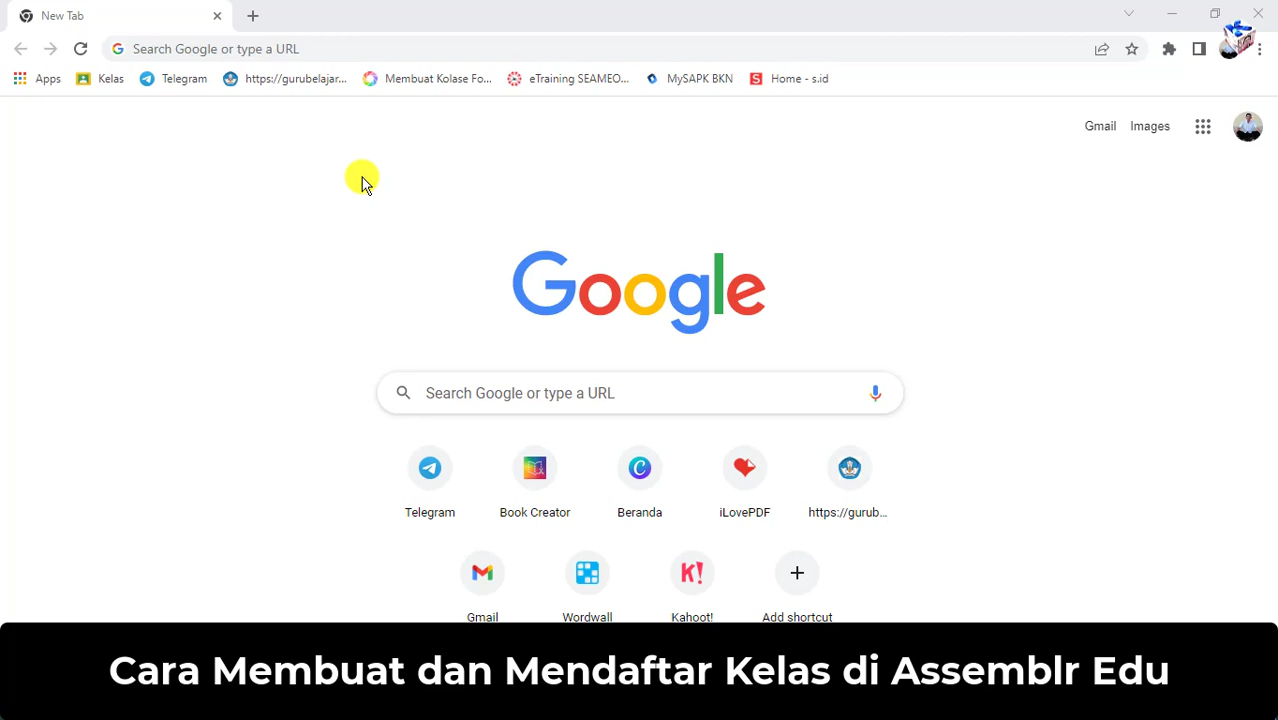 New Tab
Search Google or type a URL
Apps Kelas Telegram https://gurubelajar... Membuat Kolase Fo... eTraining SEAMEO... MySAPK BKN Home - s.id
Gmail Images
Google
Search Google or type a URL
Telegram Book Creator Beranda iLovePDF https://gurub...
Gmail Wordwall Kahoot! Add shortcut
Cara Membuat dan Mendaftar Kelas di Assemblr Edu